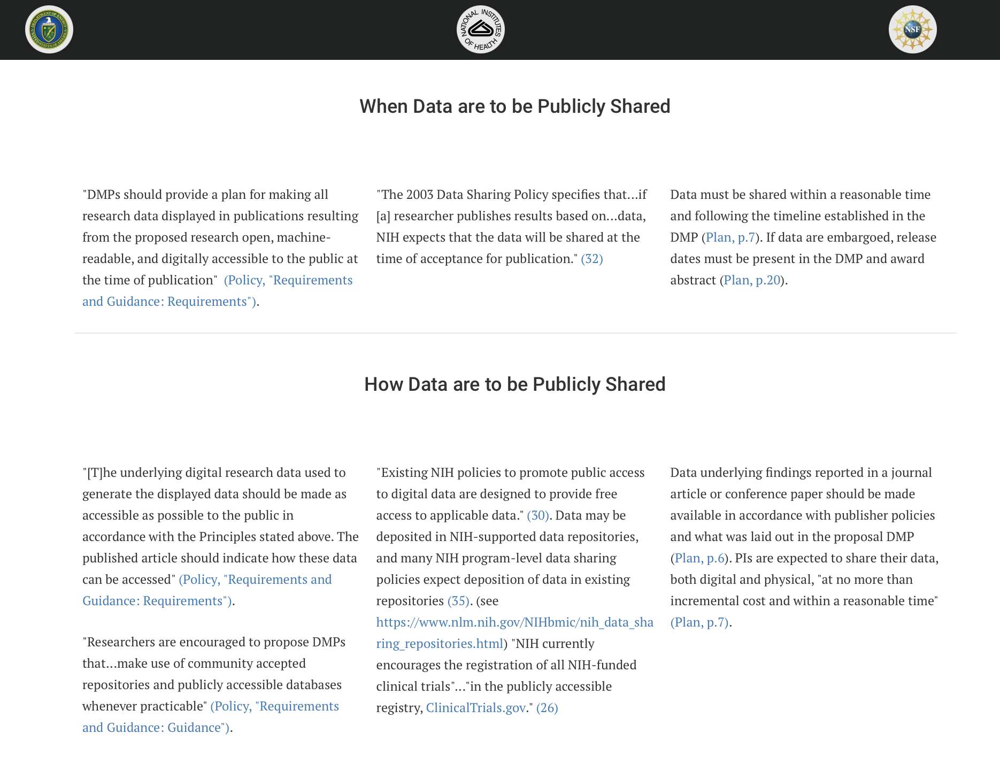 DEPARTMENT OF ENERGY
UNITED STATES OF AMERICA
NATIONAL INSTITUTES
OF HEALTH
NSF
When Data are to be Publicly Shared
"DMPs should provide a plan for making all
research data displayed in publications resulting
from the proposed research open, machine-
readable, and digitally accessible to the public at
the time of publication"  (Policy, "Requirements
and Guidance: Requirements").
"The 2003 Data Sharing Policy specifies that...if
[a] researcher publishes results based on...data,
NIH expects that the data will be shared at the
time of acceptance for publication." (32)
Data must be shared within a reasonable time
and following the timeline established in the
DMP (Plan, p.7). If data are embargoed, release
dates must be present in the DMP and award
abstract (Plan, p.20).
How Data are to be Publicly Shared
"[T]he underlying digital research data used to
generate the displayed data should be made as
accessible as possible to the public in
accordance with the Principles stated above. The
published article should indicate how these data
can be accessed" (Policy, "Requirements and
Guidance: Requirements").
"Researchers are encouraged to propose DMPs
that...make use of community accepted
repositories and publicly accessible databases
whenever practicable" (Policy, "Requirements
and Guidance: Guidance").
"Existing NIH policies to promote public access
to digital data are designed to provide free
access to applicable data." (30). Data may be
deposited in NIH-supported data repositories,
and many NIH program-level data sharing
policies expect deposition of data in existing
repositories (35). (see
https://www.nlm.nih.gov/NIHbmic/nih_data_sha
ring_repositories.html) "NIH currently
encourages the registration of all NIH-funded
clinical trials"..."in the publicly accessible
registry, ClinicalTrials.gov." (26)
Data underlying findings reported in a journal
article or conference paper should be made
available in accordance with publisher policies
and what was laid out in the proposal DMP
(Plan, p.6). PIs are expected to share their data,
both digital and physical, "at no more than
incremental cost and within a reasonable time"
(Plan, p.7).